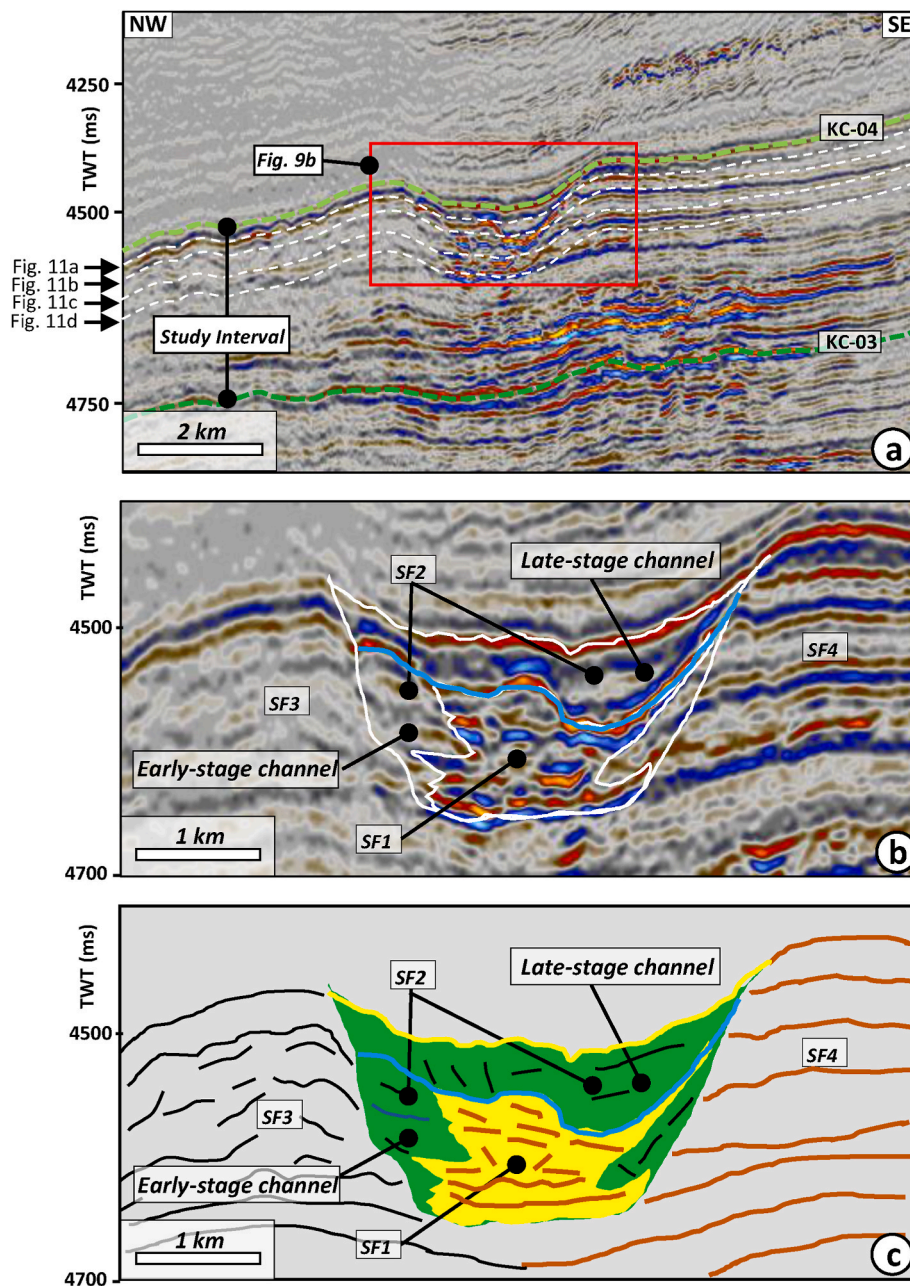 NW
SE
4250
TWT (ms)
KC-04
Fig. 9b
4500
Fig. 11a
Fig. 11b
Fig. 11c
Fig. 11d
Study Interval
KC-03
4750
2 km
a
TWT (ms)
SF2
Late-stage channel
4500
SF4
SF3
Early-stage channel
1 km
SF1
b
4700
TWT (ms)
SF2
Late-stage channel
4500
SF4
SF3
Early-stage channel
1 km
SF1
c
4700